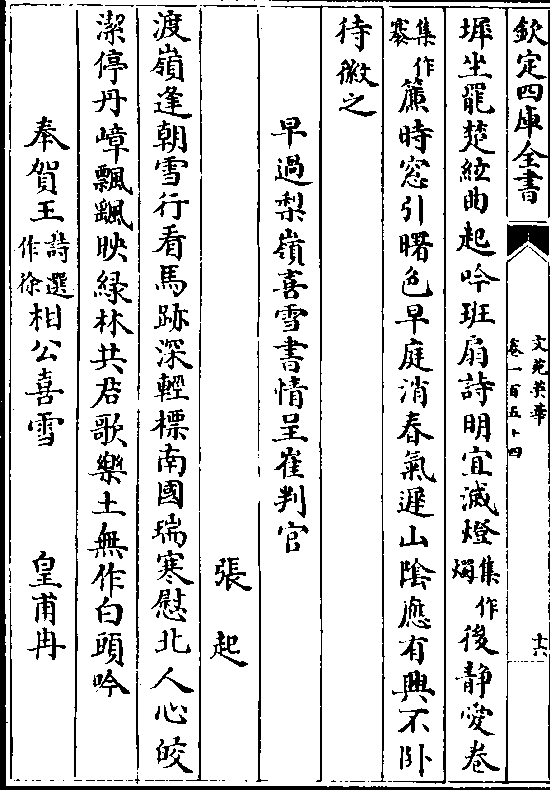 欽定四庫全書
文苑英華
卷一百五十四
十六
墀坐罷楚絃曲起吟班扇詩明宜滅燈集作燭後靜愛卷
集作褰簾時窓引曙色早庭消春氣遲山陰應有興不卧
待徽之
早過梨嶺喜雪書情呈崔判官
張起
渡嶺逢朝雪行看馬跡深輕標南國瑞寒慰北人心皎
潔停丹嶂飄颻映緑林共君歌樂土無作白頭吟
奉賀王詩選作徐相公喜雪
皇甫冉